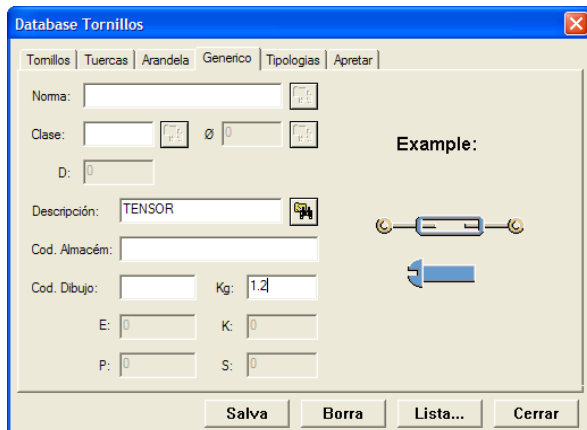 Database Tornillos
Tornillos Tuercas Arandela Generico Tipologias Apretar
Norma:
Clase: Ø 0
Example:
D: 0
Descripción: TENSOR
Cod. Almacém:
Cod. Dibujo: Kg: 1.2
E: 0 K: 0
P: 0 S: 0
Salva Borra Lista... Cerrar